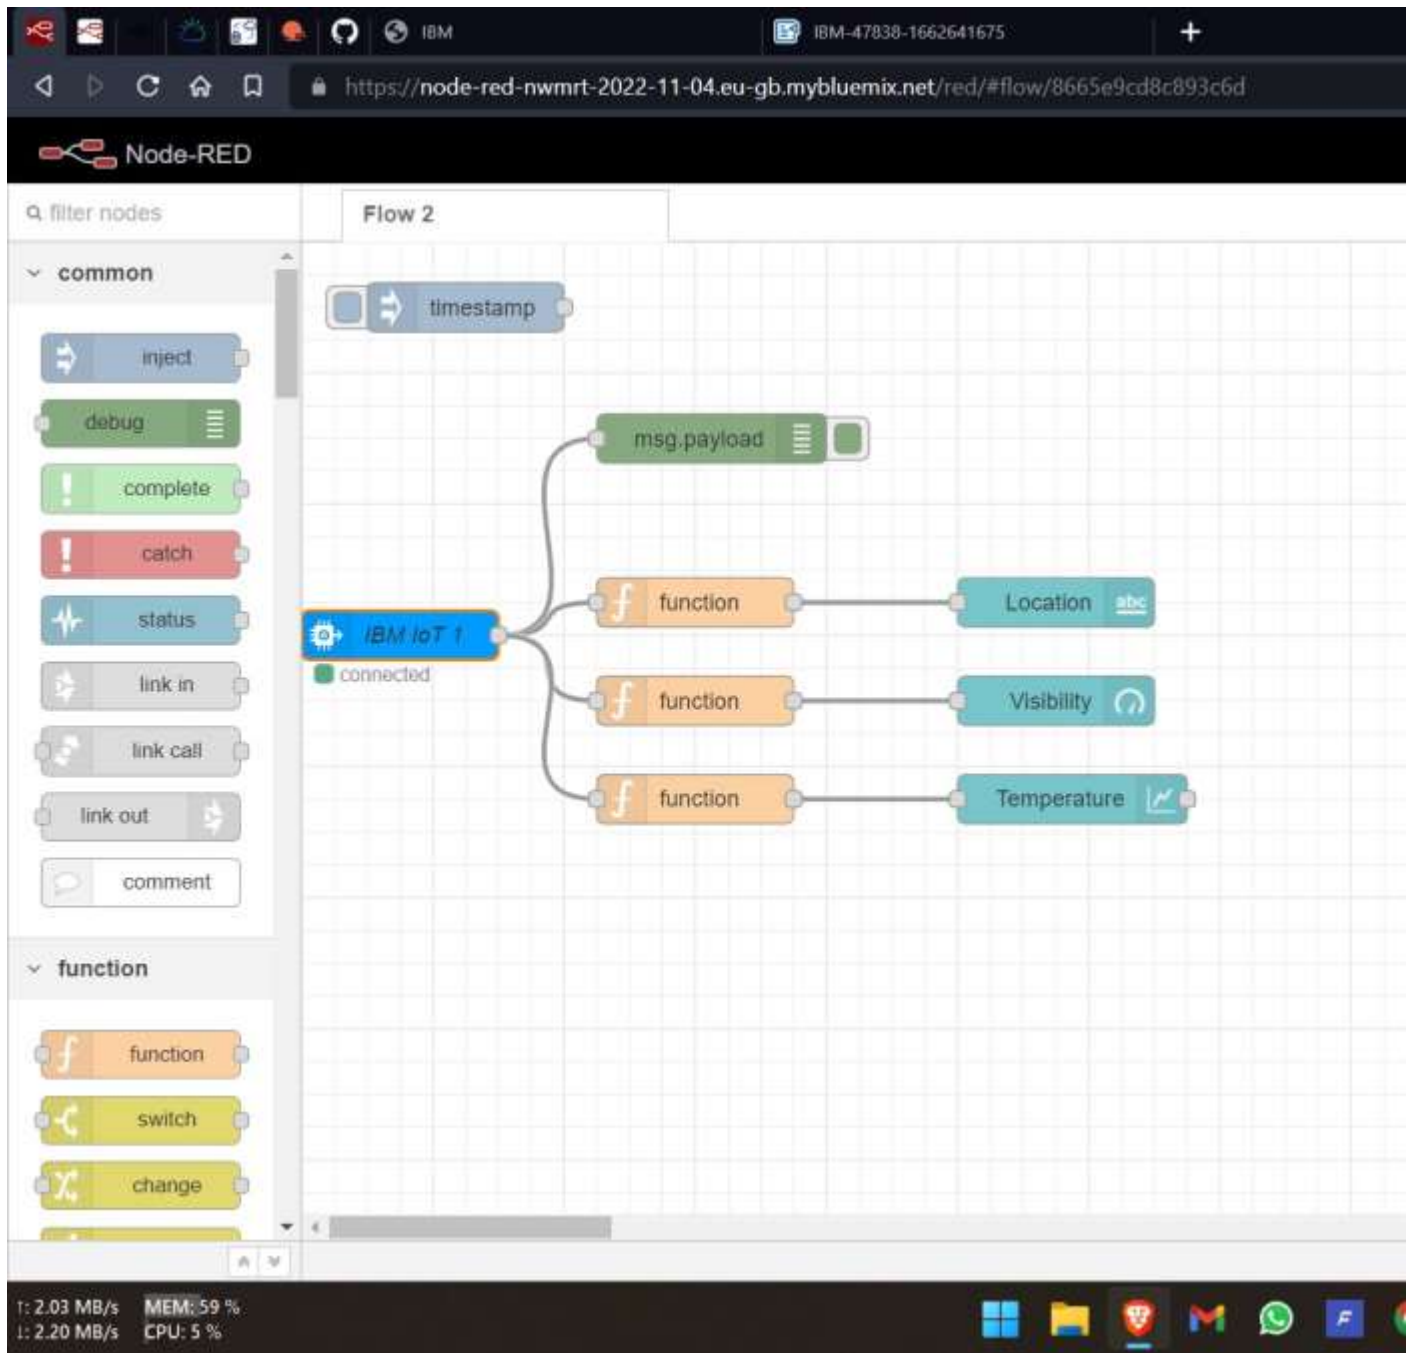 IBM
IBM-47838-1662641675
+
https://node-red-nwmrt-2022-11-04.eu-gb.mybluemix.net/red/#flow/8665e9cd8c893c6d
Node-RED
filter nodes
Flow 2
common
timestamp
inject
debug
msg.payload
complete
catch
function
Location
abc
status
IBM IoT 1
connected
link in
function
Visibility
link call
function
Temperature
link out
comment
function
f function
switch
change
↑: 2.03 MB/s MEM: 59 %
↓: 2.20 MB/s CPU: 5 %
F